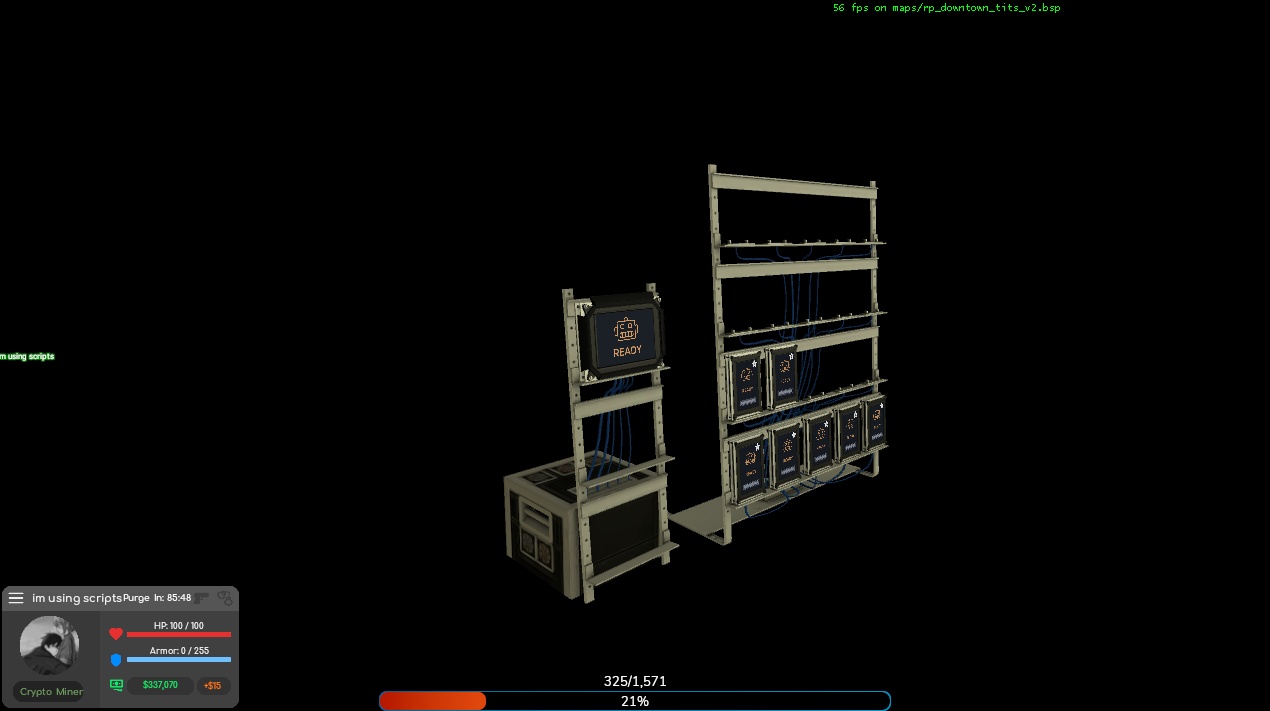 56 fps on maps/rp_downtown_tits_v2.bsp
READY
m using scripts
im using scripts Purge In: 85:48
HP: 100 / 100
Armor: 0 / 255
Crypto Miner
$337,070
+$15
325/1,571
21%